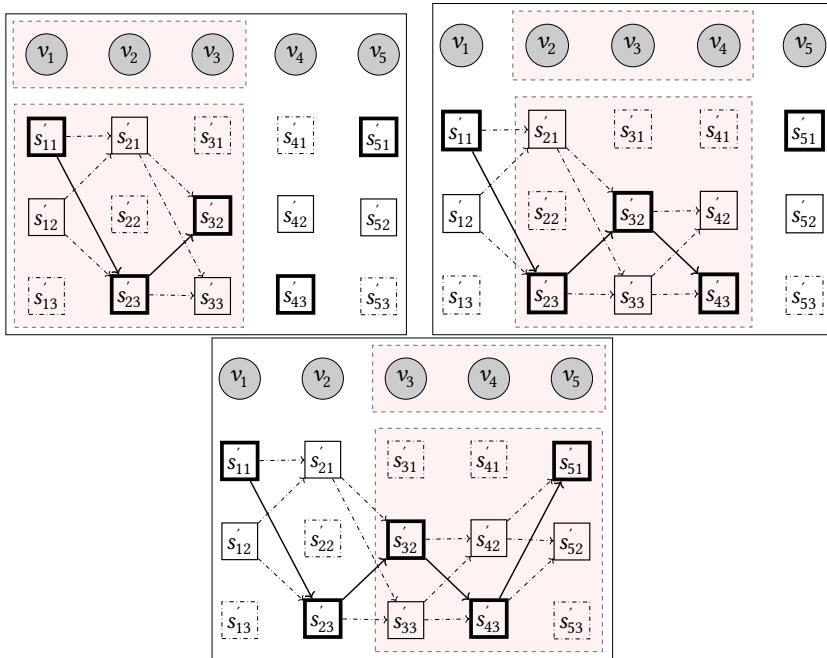 v₁ v₂ v₃ v₄ v₅
s′₁₁ s′₂₁ s′₃₁ s′₄₁ s′₅₁
s′₁₂ s′₂₂ s′₃₂ s′₄₂ s′₅₂
s′₁₃ s′₂₃ s′₃₃ s′₄₃ s′₅₃
v₁ v₂ v₃ v₄ v₅
s′₁₁ s′₂₁ s′₃₁ s′₄₁ s′₅₁
s′₁₂ s′₂₂ s′₃₂ s′₄₂ s′₅₂
s′₁₃ s′₂₃ s′₃₃ s′₄₃ s′₅₃
v₁ v₂ v₃ v₄ v₅
s′₁₁ s′₂₁ s′₃₁ s′₄₁ s′₅₁
s′₁₂ s′₂₂ s′₃₂ s′₄₂ s′₅₂
s′₁₃ s′₂₃ s′₃₃ s′₄₃ s′₅₃